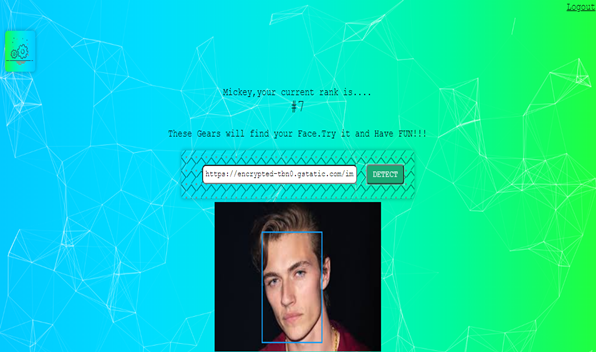 Logout
Mickey,your current rank is....
#7
These Gears will find your Face.Try it and Have FUN!!!
https://encrypted-tbn0.gstatic.com/im
DETECT